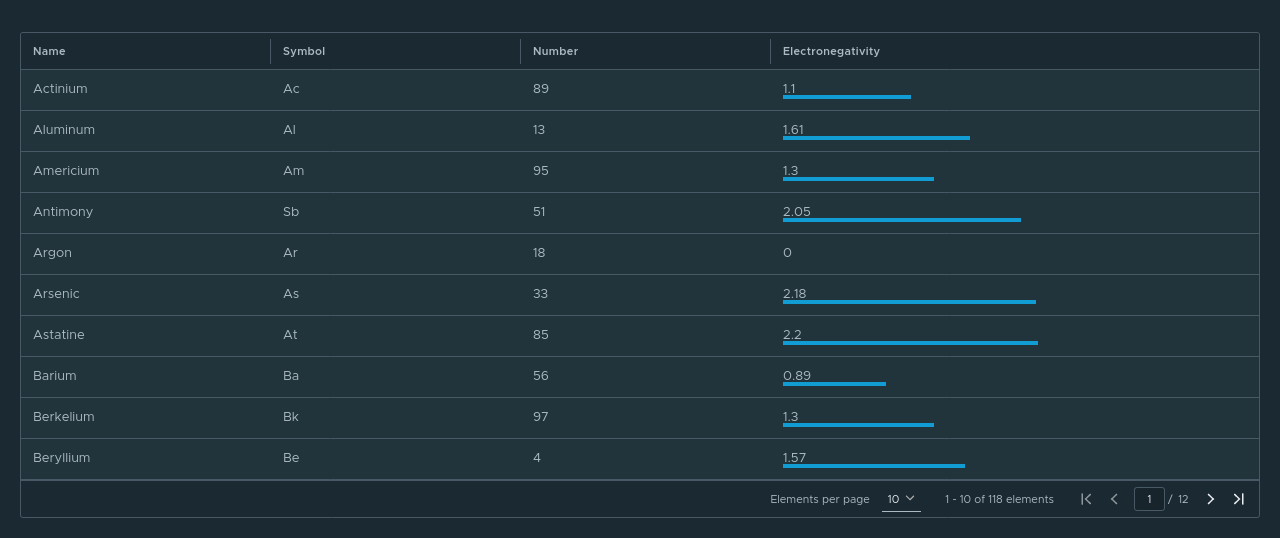 Name Symbol Number Electronegativity
Actinium Ac 89 1.1
Aluminum Al 13 1.61
Americium Am 95 1.3
Antimony Sb 51 2.05
Argon Ar 18 0
Arsenic As 33 2.18
Astatine At 85 2.2
Barium Ba 56 0.89
Berkelium Bk 97 1.3
Beryllium Be 4 1.57
Elements per page 10 1 - 10 of 118 elements 1 / 12